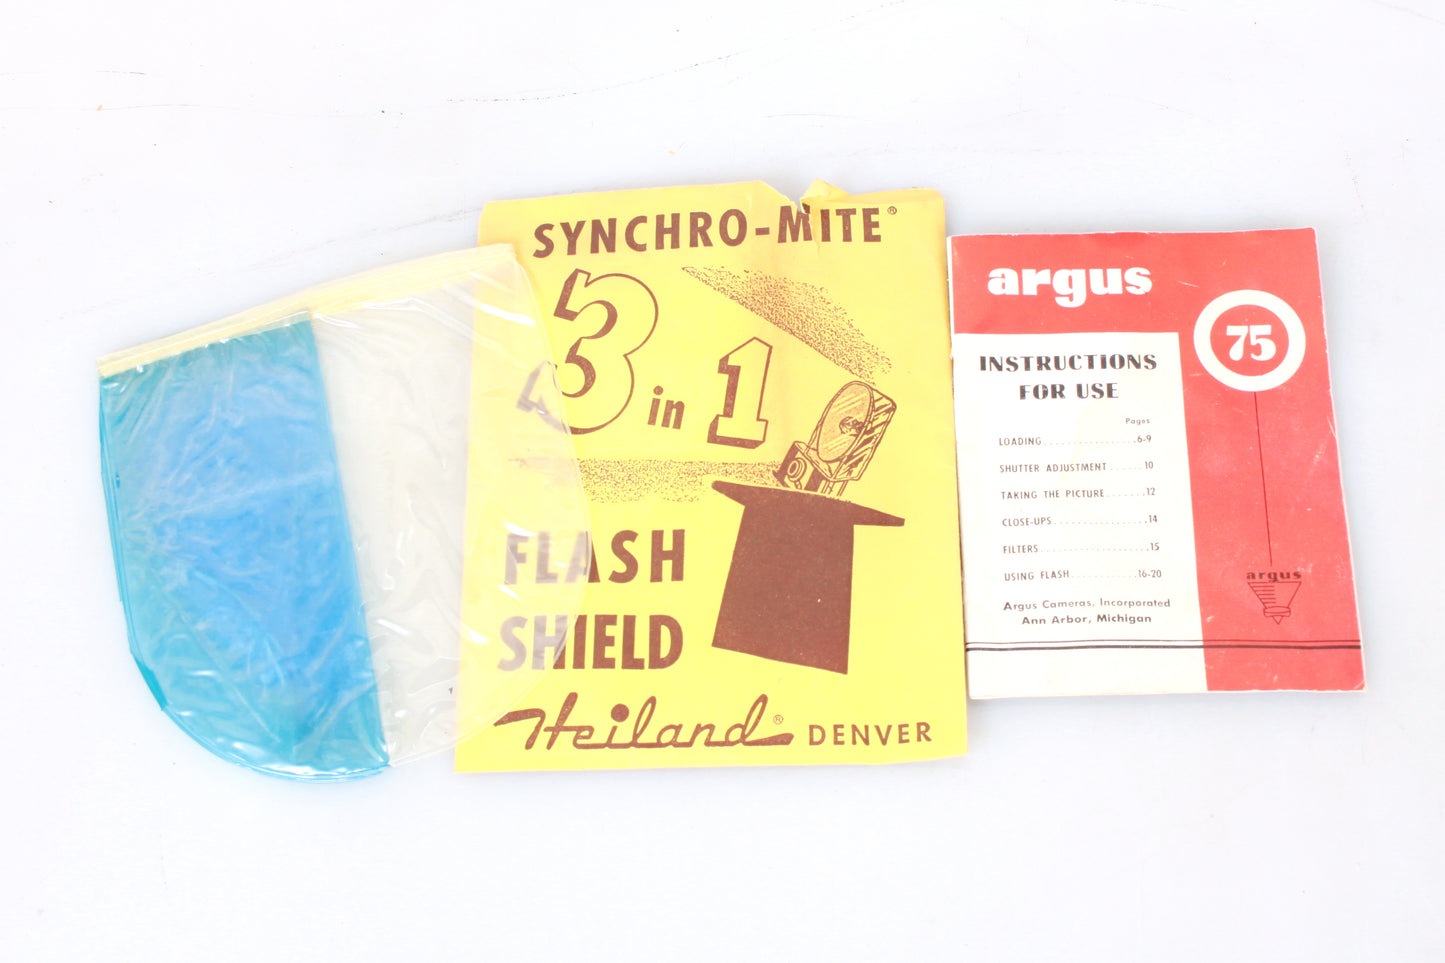 SYNCHRO-MITE®
3 in 1
FLASH
SHIELD
Heiland® DENVER
argus
75
INSTRUCTIONS
FOR USE
Pages
LOADING................6-9
SHUTTER ADJUSTMENT......10
TAKING THE PICTURE.......12
CLOSE-UPS................14
FILTERS...................15
USING FLASH...........16-20
Argus Cameras, Incorporated
Ann Arbor, Michigan
argus